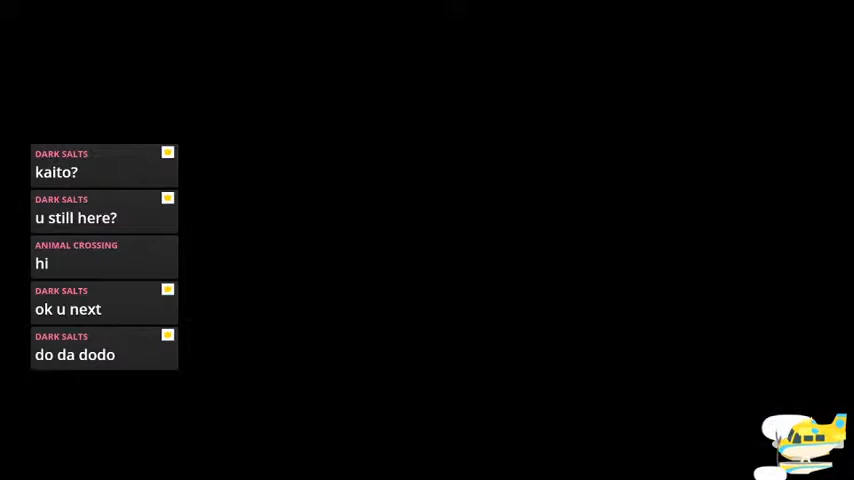 DARK SALTS
kaito?
DARK SALTS
u still here?
ANIMAL CROSSING
hi
DARK SALTS
ok u next
DARK SALTS
do da dodo